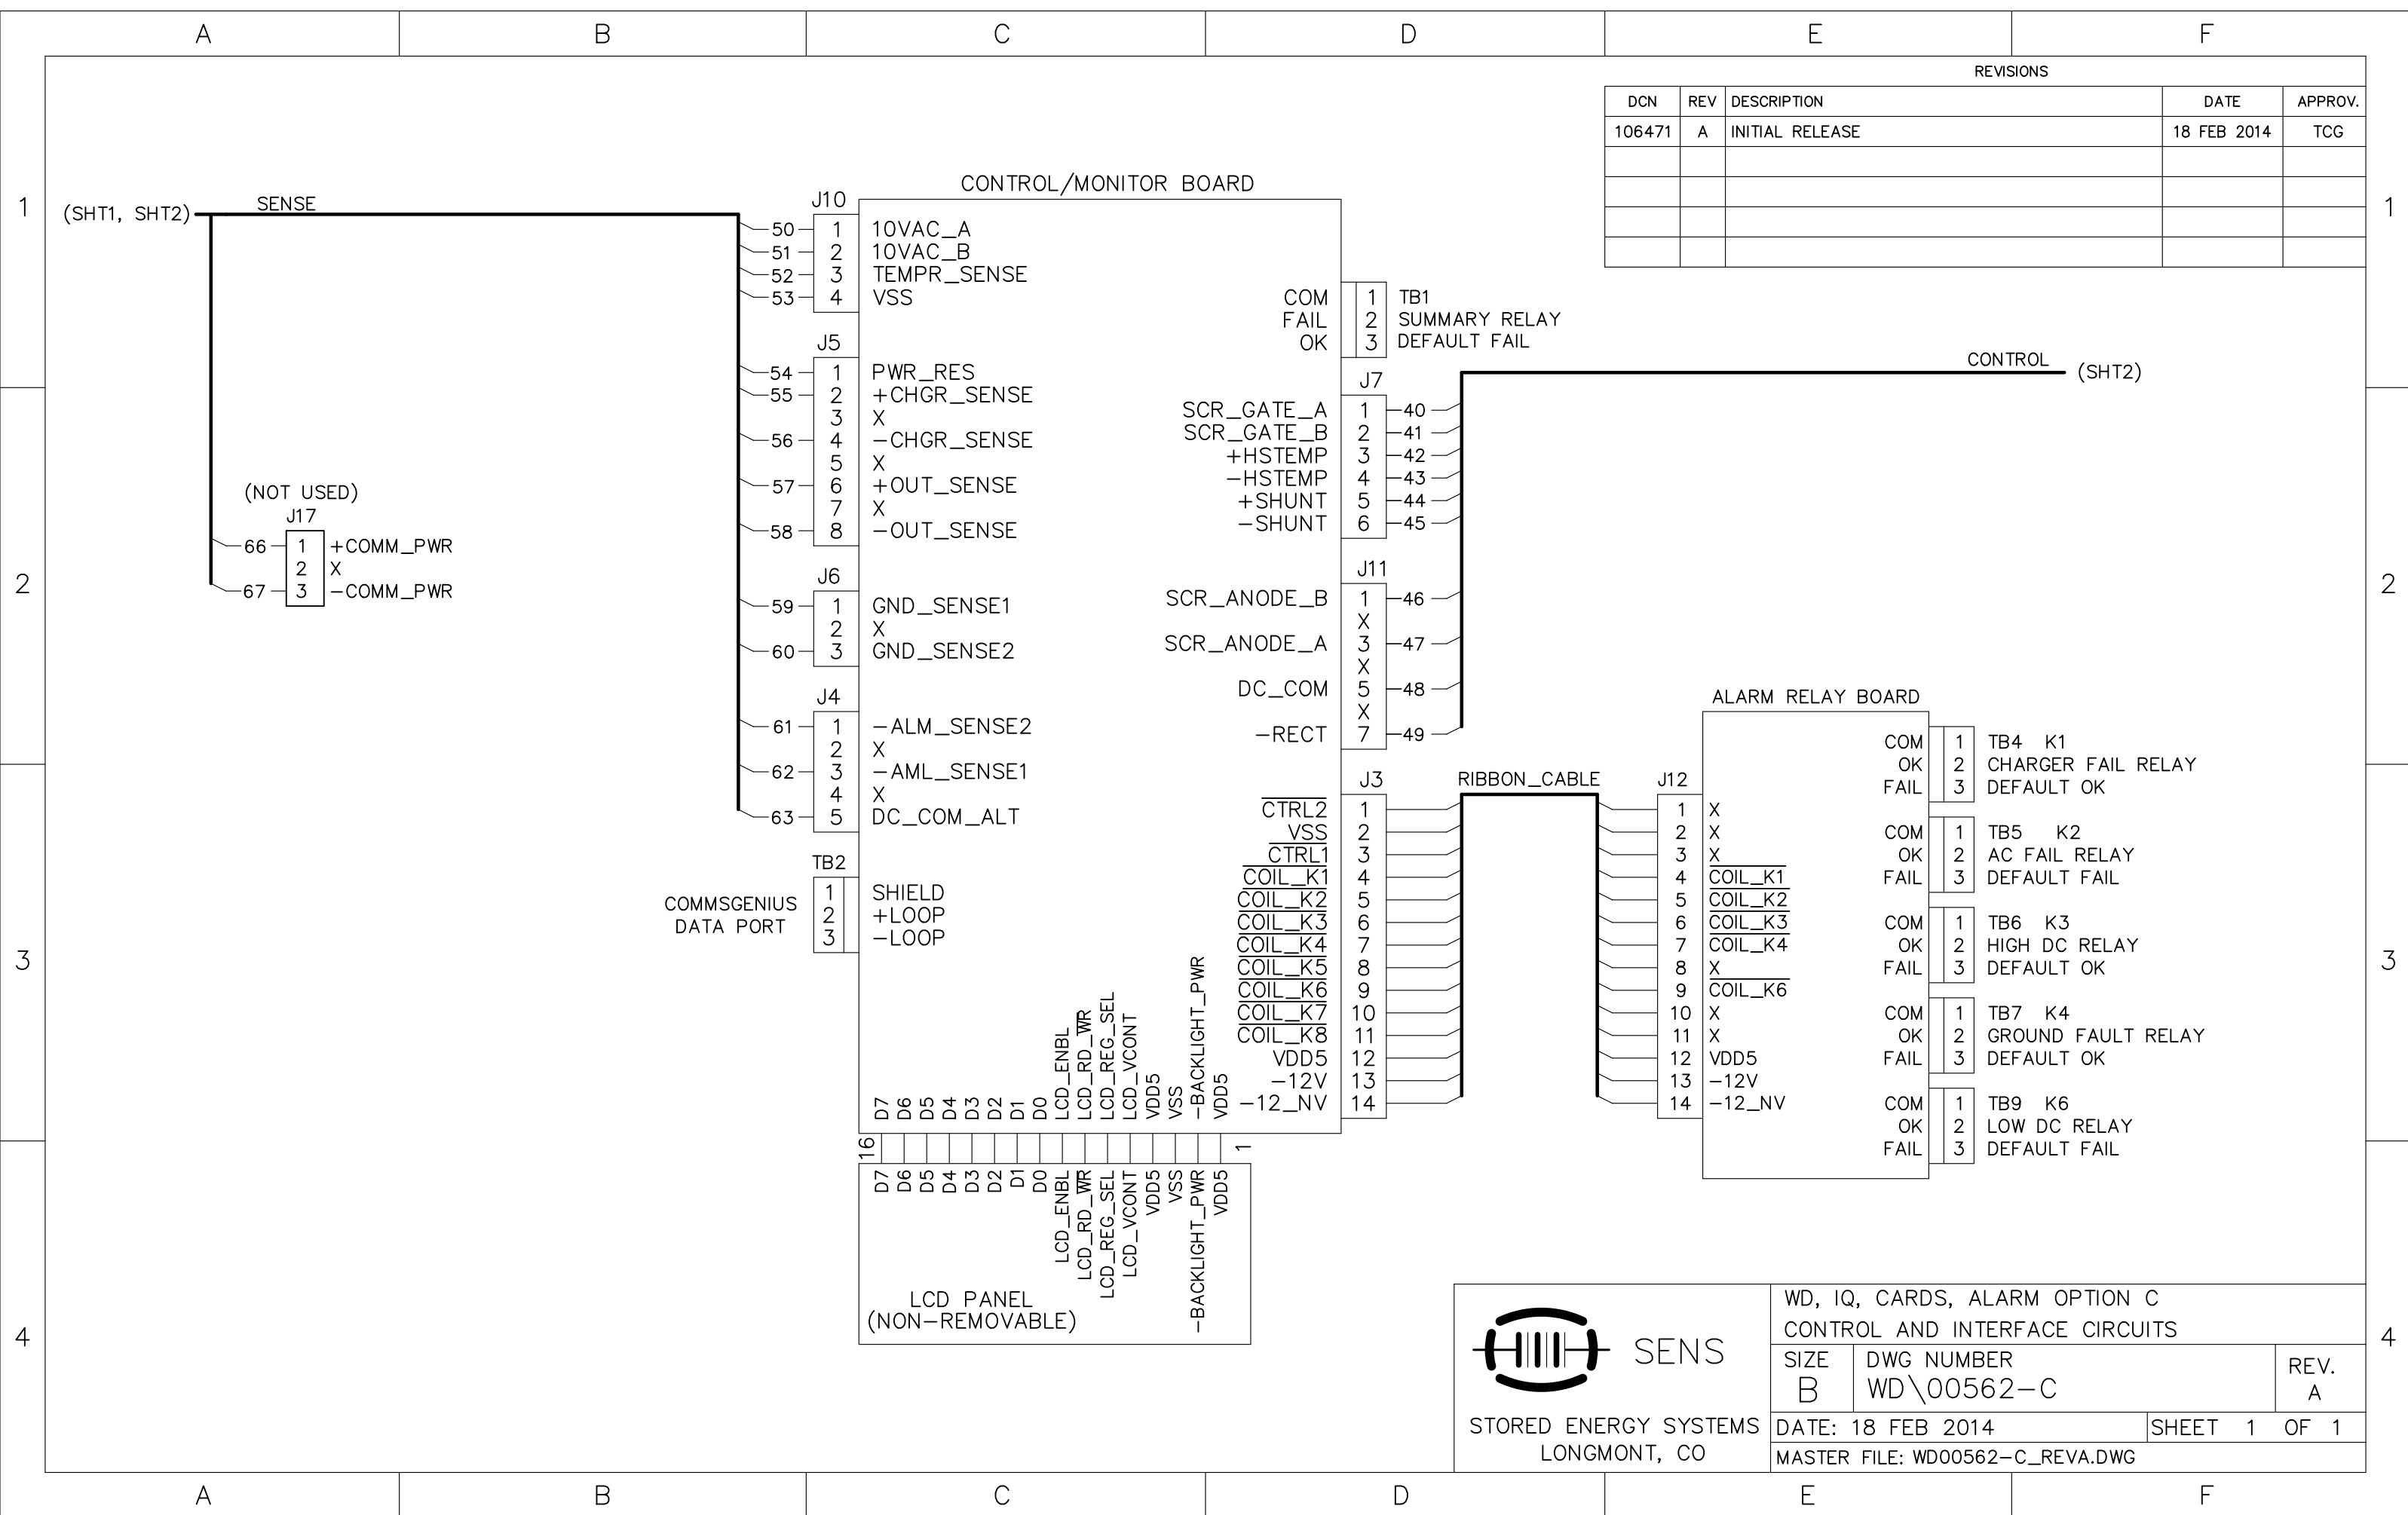 A B C D E F
REVISIONS
DCN REV DESCRIPTION DATE APPROV.
106471 A INITIAL RELEASE 18 FEB 2014 TCG
1 1
(SHT1, SHT2) SENSE
CONTROL/MONITOR BOARD
J10
50 1 10VAC_A
51 2 10VAC_B
52 3 TEMPR_SENSE
53 4 VSS
J5
54 1 PWR_RES
55 2 +CHGR_SENSE
3 X
56 4 -CHGR_SENSE
5 X
57 6 +OUT_SENSE
7 X
58 8 -OUT_SENSE
(NOT USED)
J17
66 1 +COMM_PWR
2 X
67 3 -COMM_PWR
2 2
J6
59 1 GND_SENSE1
2 X
60 3 GND_SENSE2
J4
61 1 -ALM_SENSE2
2 X
62 3 -AML_SENSE1
4 X
63 5 DC_COM_ALT
TB2
COMMSGENIUS
DATA PORT
1 SHIELD
2 +LOOP
3 -LOOP
COM 1 TB1
FAIL 2 SUMMARY RELAY
OK 3 DEFAULT FAIL
CONTROL (SHT2)
J7
SCR_GATE_A 1 40
SCR_GATE_B 2 41
+HSTEMP 3 42
-HSTEMP 4 43
+SHUNT 5 44
-SHUNT 6 45
J11
SCR_ANODE_B 1 46
X
SCR_ANODE_A 3 47
X
DC_COM 5 48
X
-RECT 7 49
J3 RIBBON_CABLE J12
CTRL2 1
VSS 2
CTRL1 3
COIL_K1 4
COIL_K2 5
COIL_K3 6
COIL_K4 7
COIL_K5 8
COIL_K6 9
COIL_K7 10
COIL_K8 11
VDD5 12
-12V 13
-12_NV 14
ALARM RELAY BOARD
1 X
2 X
3 X
4 COIL_K1
5 COIL_K2
6 COIL_K3
7 COIL_K4
8 X
9 COIL_K6
10 X
11 X
12 VDD5
13 -12V
14 -12_NV
COM 1 TB4 K1
OK 2 CHARGER FAIL RELAY
FAIL 3 DEFAULT OK
COM 1 TB5 K2
OK 2 AC FAIL RELAY
FAIL 3 DEFAULT FAIL
COM 1 TB6 K3
OK 2 HIGH DC RELAY
FAIL 3 DEFAULT OK
COM 1 TB7 K4
OK 2 GROUND FAULT RELAY
FAIL 3 DEFAULT OK
COM 1 TB9 K6
OK 2 LOW DC RELAY
FAIL 3 DEFAULT FAIL
3 3
D7
D6
D5
D4
D3
D2
D1
D0
LCD_ENBL
LCD_RD_WR
LCD_REG_SEL
LCD_VCONT
VDD5
VSS
-BACKLIGHT_PWR
VDD5
16 1
D7
D6
D5
D4
D3
D2
D1
D0
LCD_ENBL
LCD_RD_WR
LCD_REG_SEL
LCD_VCONT
VDD5
VSS
-BACKLIGHT_PWR
VDD5
LCD PANEL
(NON-REMOVABLE)
4 4
SENS
STORED ENERGY SYSTEMS
LONGMONT, CO
WD, IQ, CARDS, ALARM OPTION C
CONTROL AND INTERFACE CIRCUITS
SIZE DWG NUMBER REV.
B WD\00562-C A
DATE: 18 FEB 2014 SHEET 1 OF 1
MASTER FILE: WD00562-C_REVA.DWG
A B C D E F